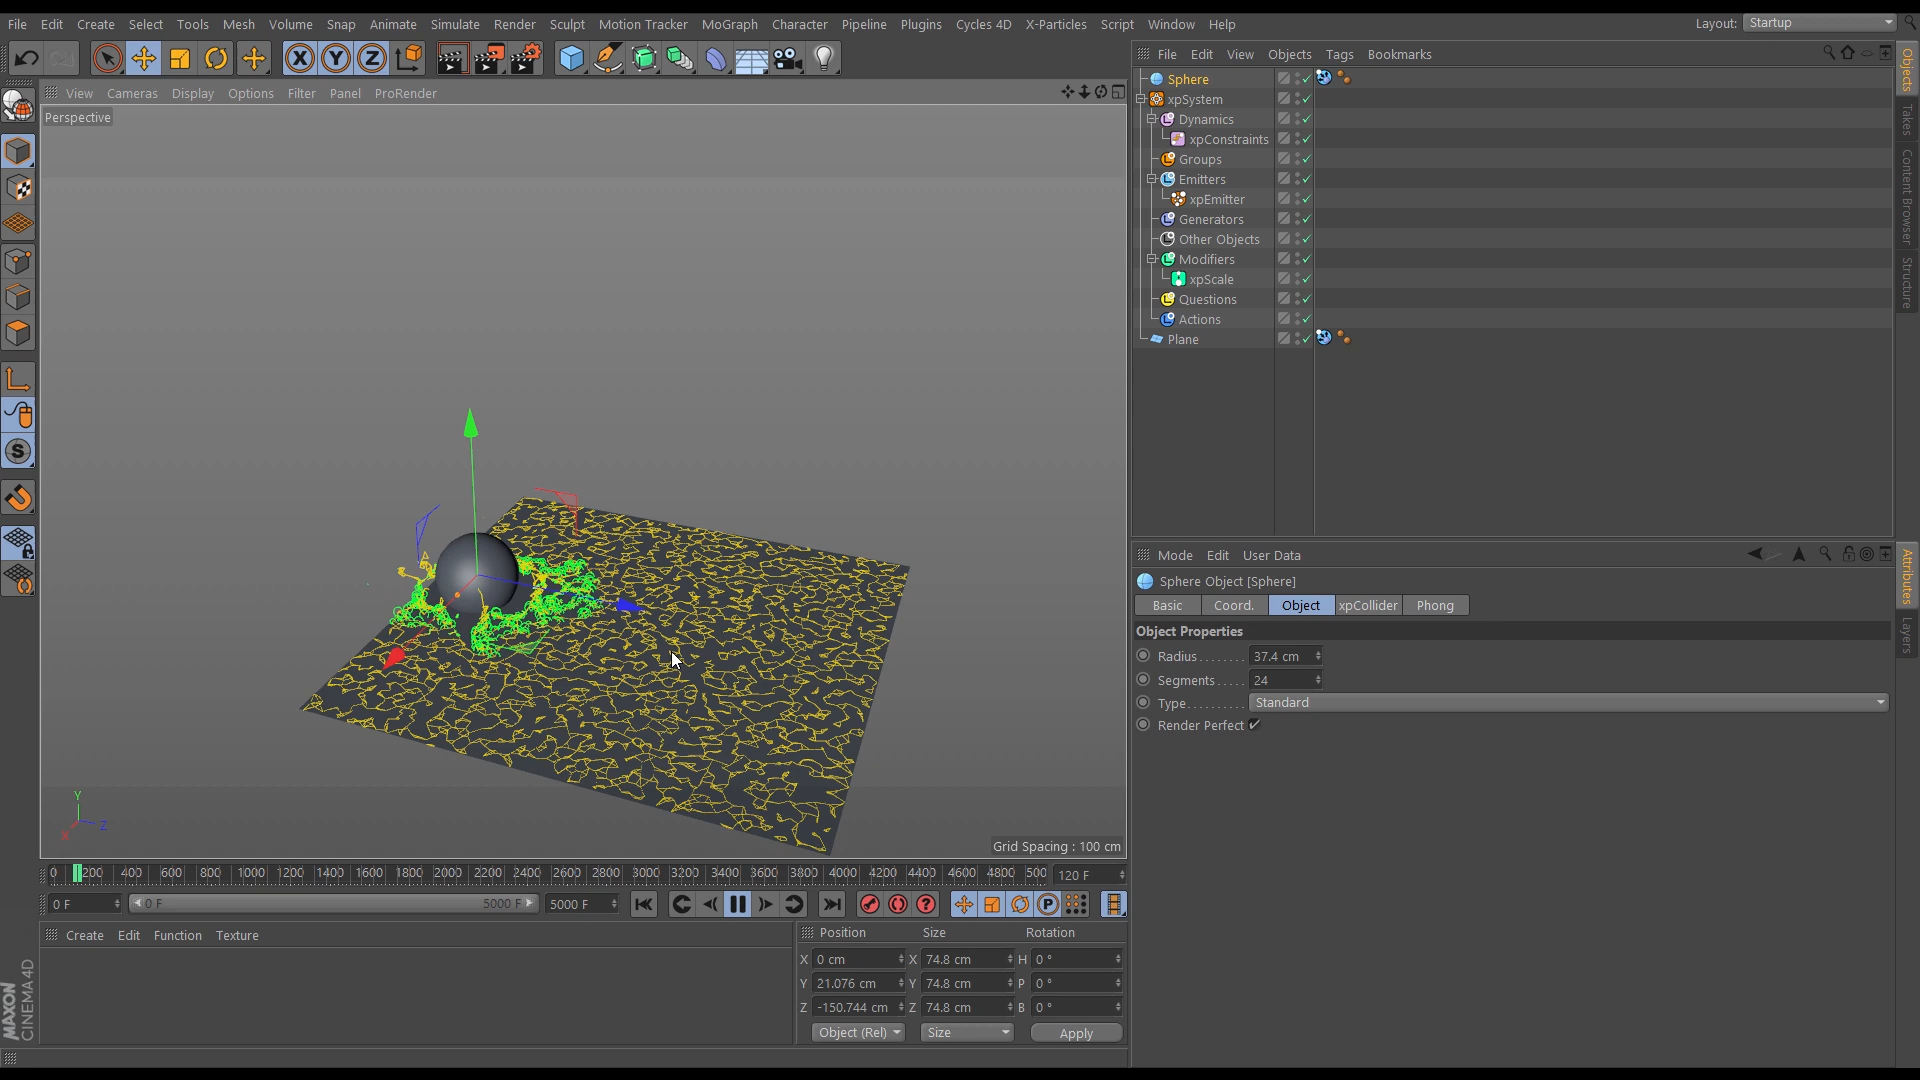 File Edit Create Select Tools Mesh Volume Snap Animate Simulate Render Sculpt Motion Tracker MoGraph Character Pipeline Plugins Cycles 4D X-Particles Script Window Help
Layout: Startup
X Y Z
File Edit View Objects Tags Bookmarks
View Cameras Display Options Filter Panel ProRender
Perspective
Sphere
xpSystem
Dynamics
xpConstraints
Groups
Emitters
xpEmitter
Generators
Other Objects
Modifiers
xpScale
Questions
Actions
Plane
Objects
Takes
Content Browser
Structure
S
Mode Edit User Data
Sphere Object [Sphere]
Basic Coord. Object xpCollider Phong
Object Properties
Radius....... 37.4 cm
Segments..... 24
Type......... Standard
Render Perfect
Attributes
Layers
Y
X Z
Grid Spacing : 100 cm
0 200 400 600 800 1000 1200 1400 1600 1800 2000 2200 2400 2600 2800 3000 3200 3400 3600 3800 4000 4200 4400 4600 4800 500
120 F
0 F 0 F 5000 F 5000 F
P
Create Edit Function Texture
Position Size Rotation
X 0 cm X 74.8 cm H 0 °
Y 21.076 cm Y 74.8 cm P 0 °
Z -150.744 cm Z 74.8 cm B 0 °
Object (Rel) Size Apply
MAXON
CINEMA 4D